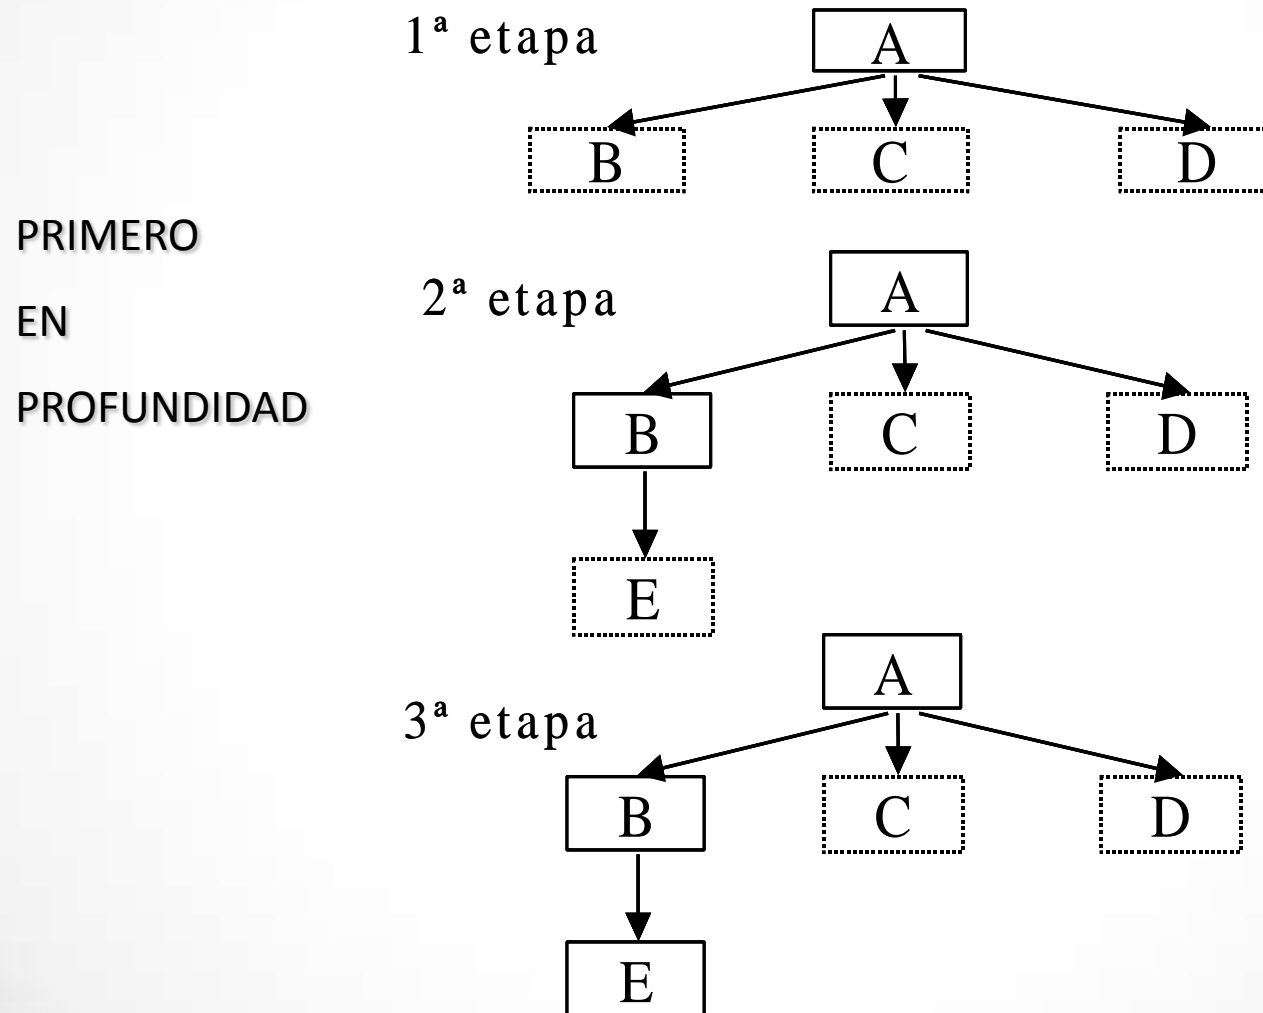 1ª etapa
A
B C D
PRIMERO
EN
PROFUNDIDAD
2ª etapa
A
B C D
E
3ª etapa
A
B C D
E